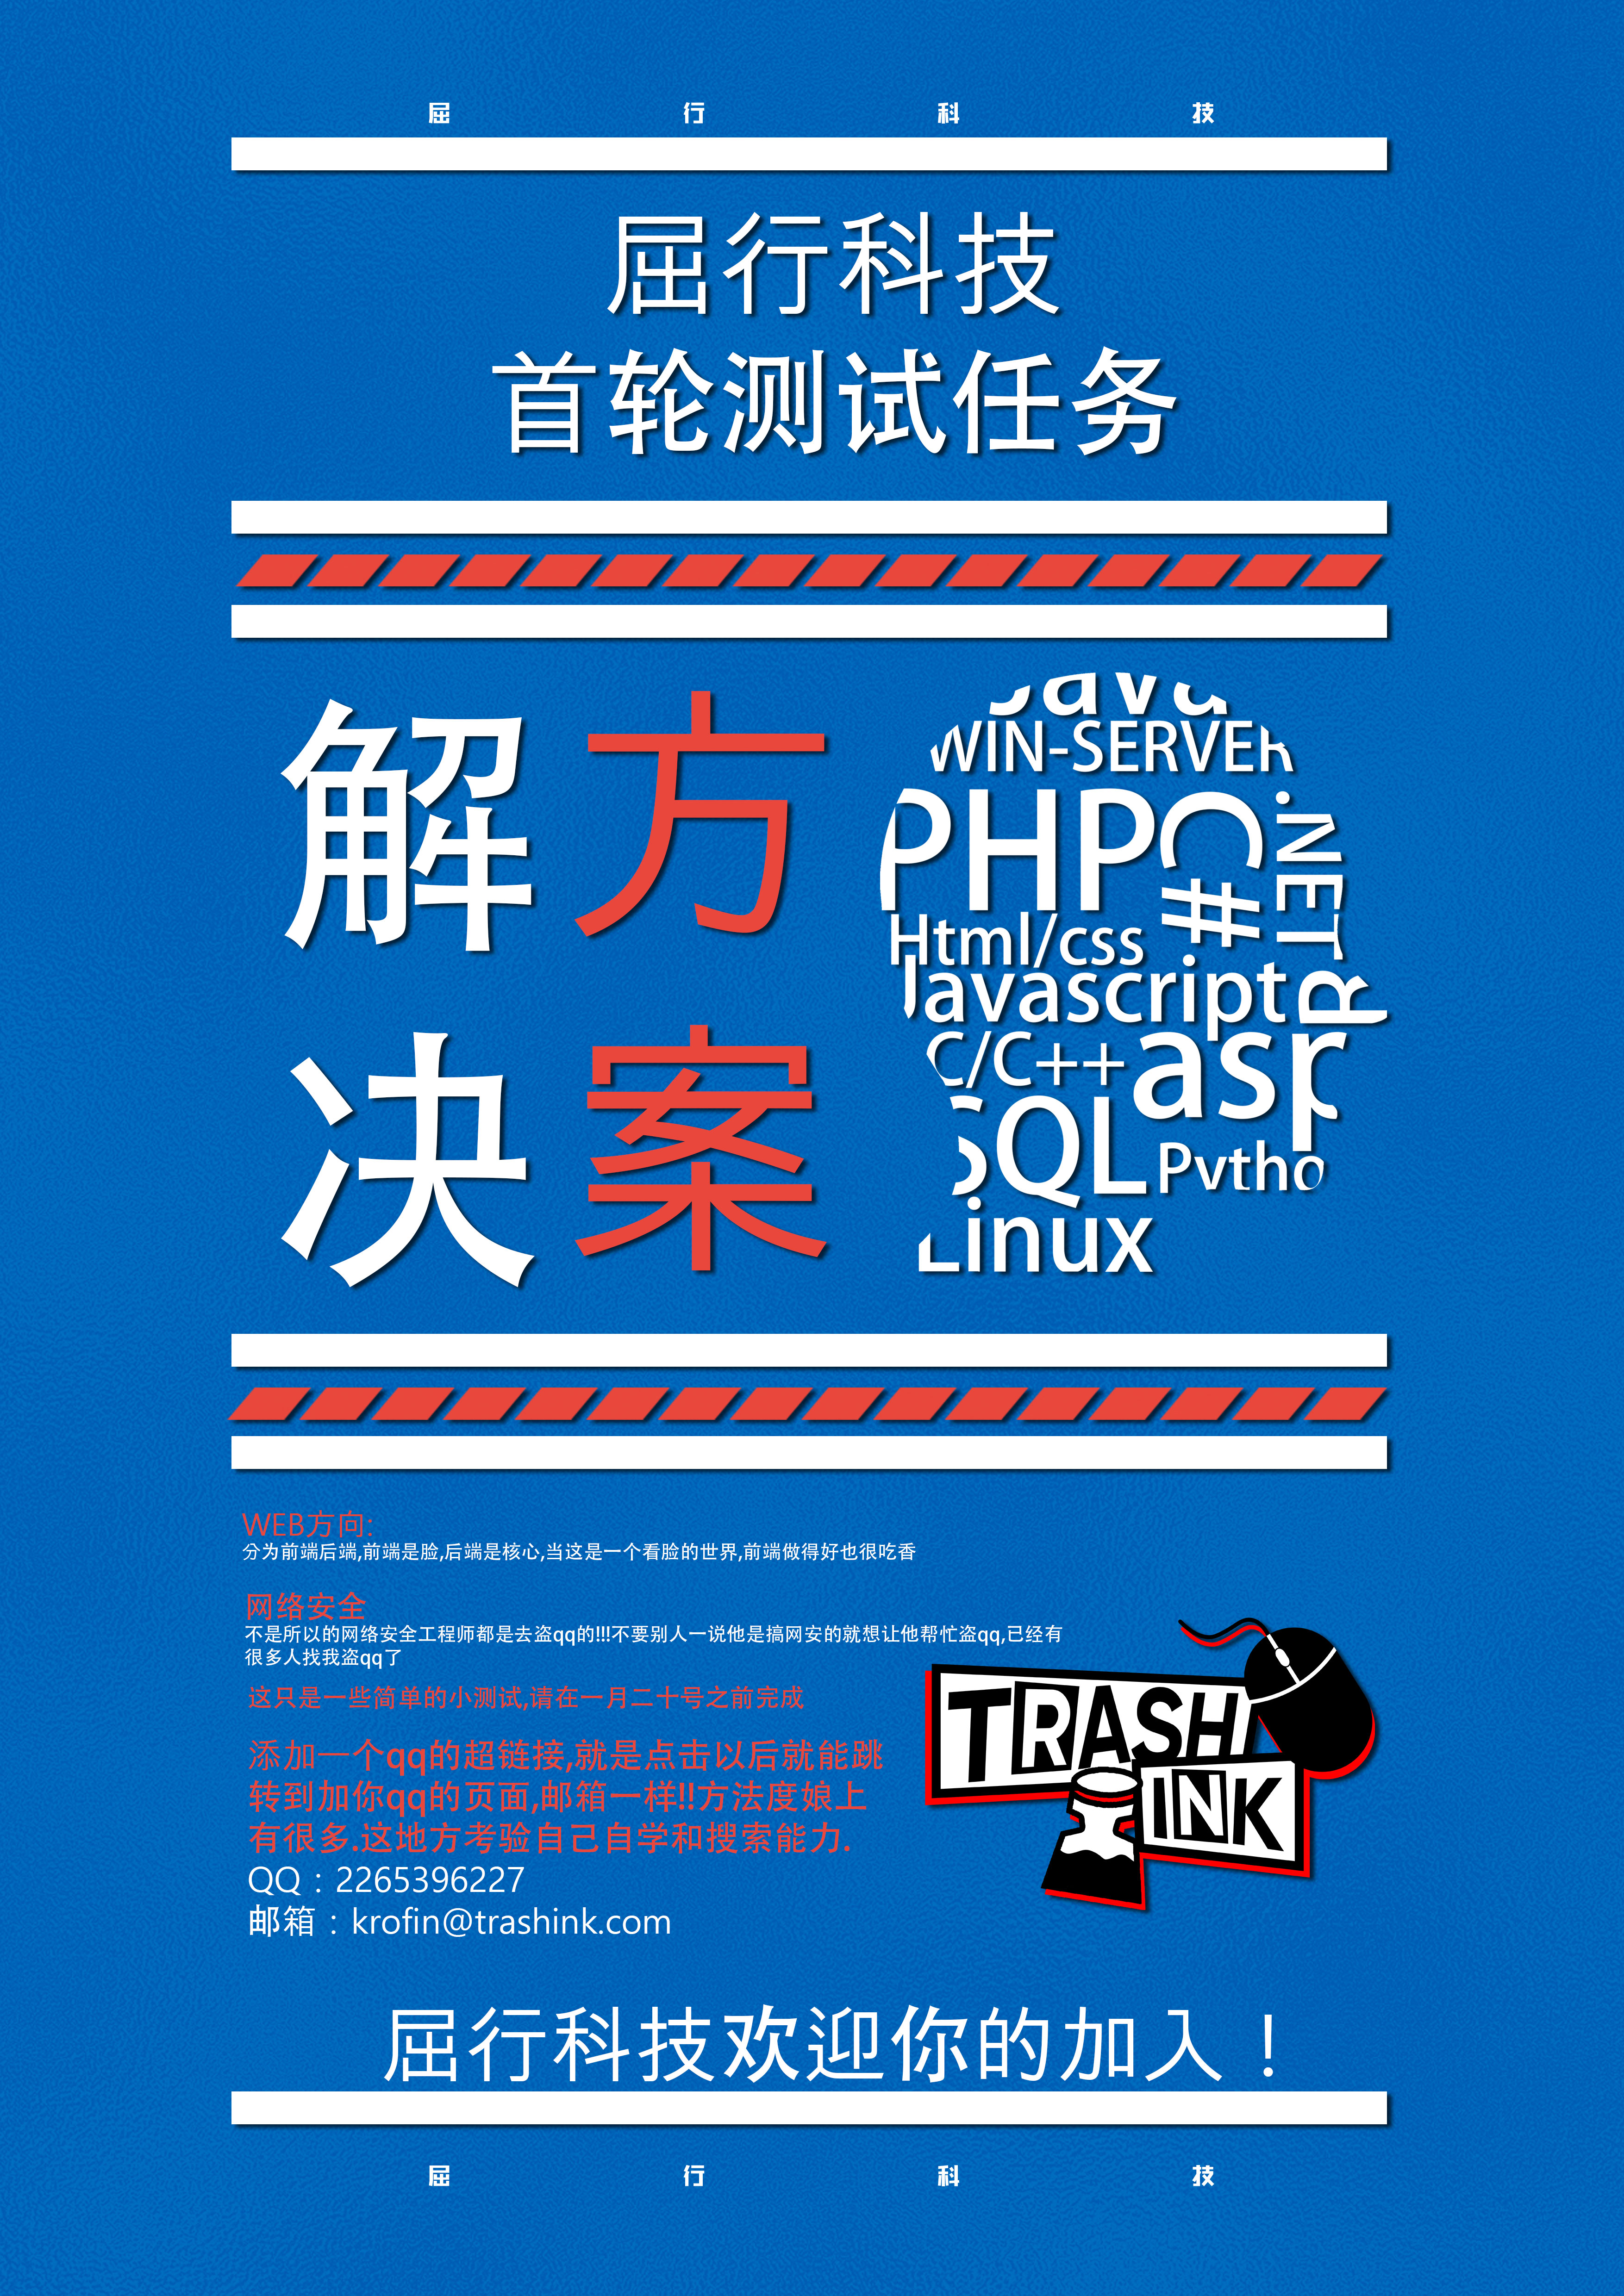 屈 行 科 技
屈行科技
首轮测试任务
解方
决案
Java
WIN-SERVER
PHP
C#
.NET
Html/css
Javascript
R
C/C++
asp
SQL
Pytho
Linux
WEB方向:
分为前端后端,前端是脸,后端是核心,当这是一个看脸的世界,前端做得好也很吃香
网络安全
不是所以的网络安全工程师都是去盗qq的!!!不要别人一说他是搞网安的就想让他帮忙盗qq,已经有
很多人找我盗qq了
这只是一些简单的小测试,请在一月二十号之前完成
添加一个qq的超链接,就是点击以后就能跳
转到加你qq的页面,邮箱一样!!方法度娘上
有很多.这地方考验自己自学和搜索能力.
QQ：2265396227
邮箱：krofin@trashink.com
TRASH
INK
屈行科技欢迎你的加入！
屈 行 科 技